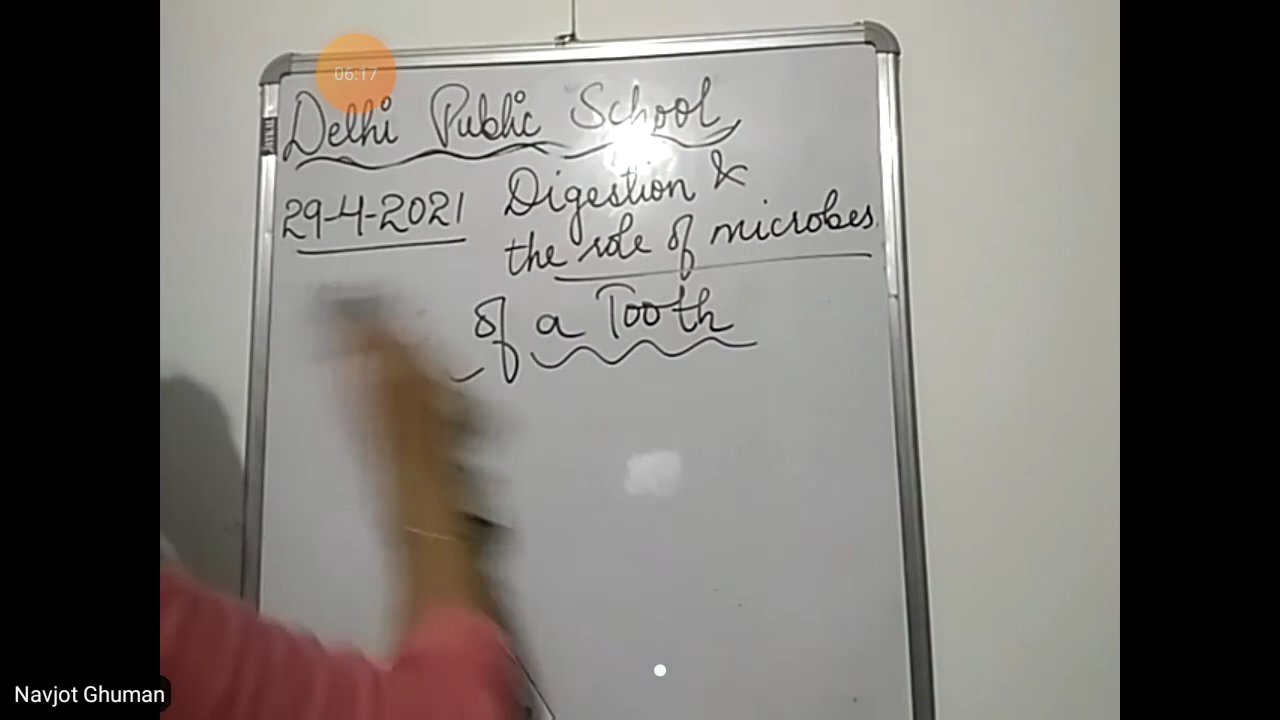 06:17
Delhi Public School
29-4-2021 Digestion &
the role of microbes
of a Tooth
Navjot Ghuman